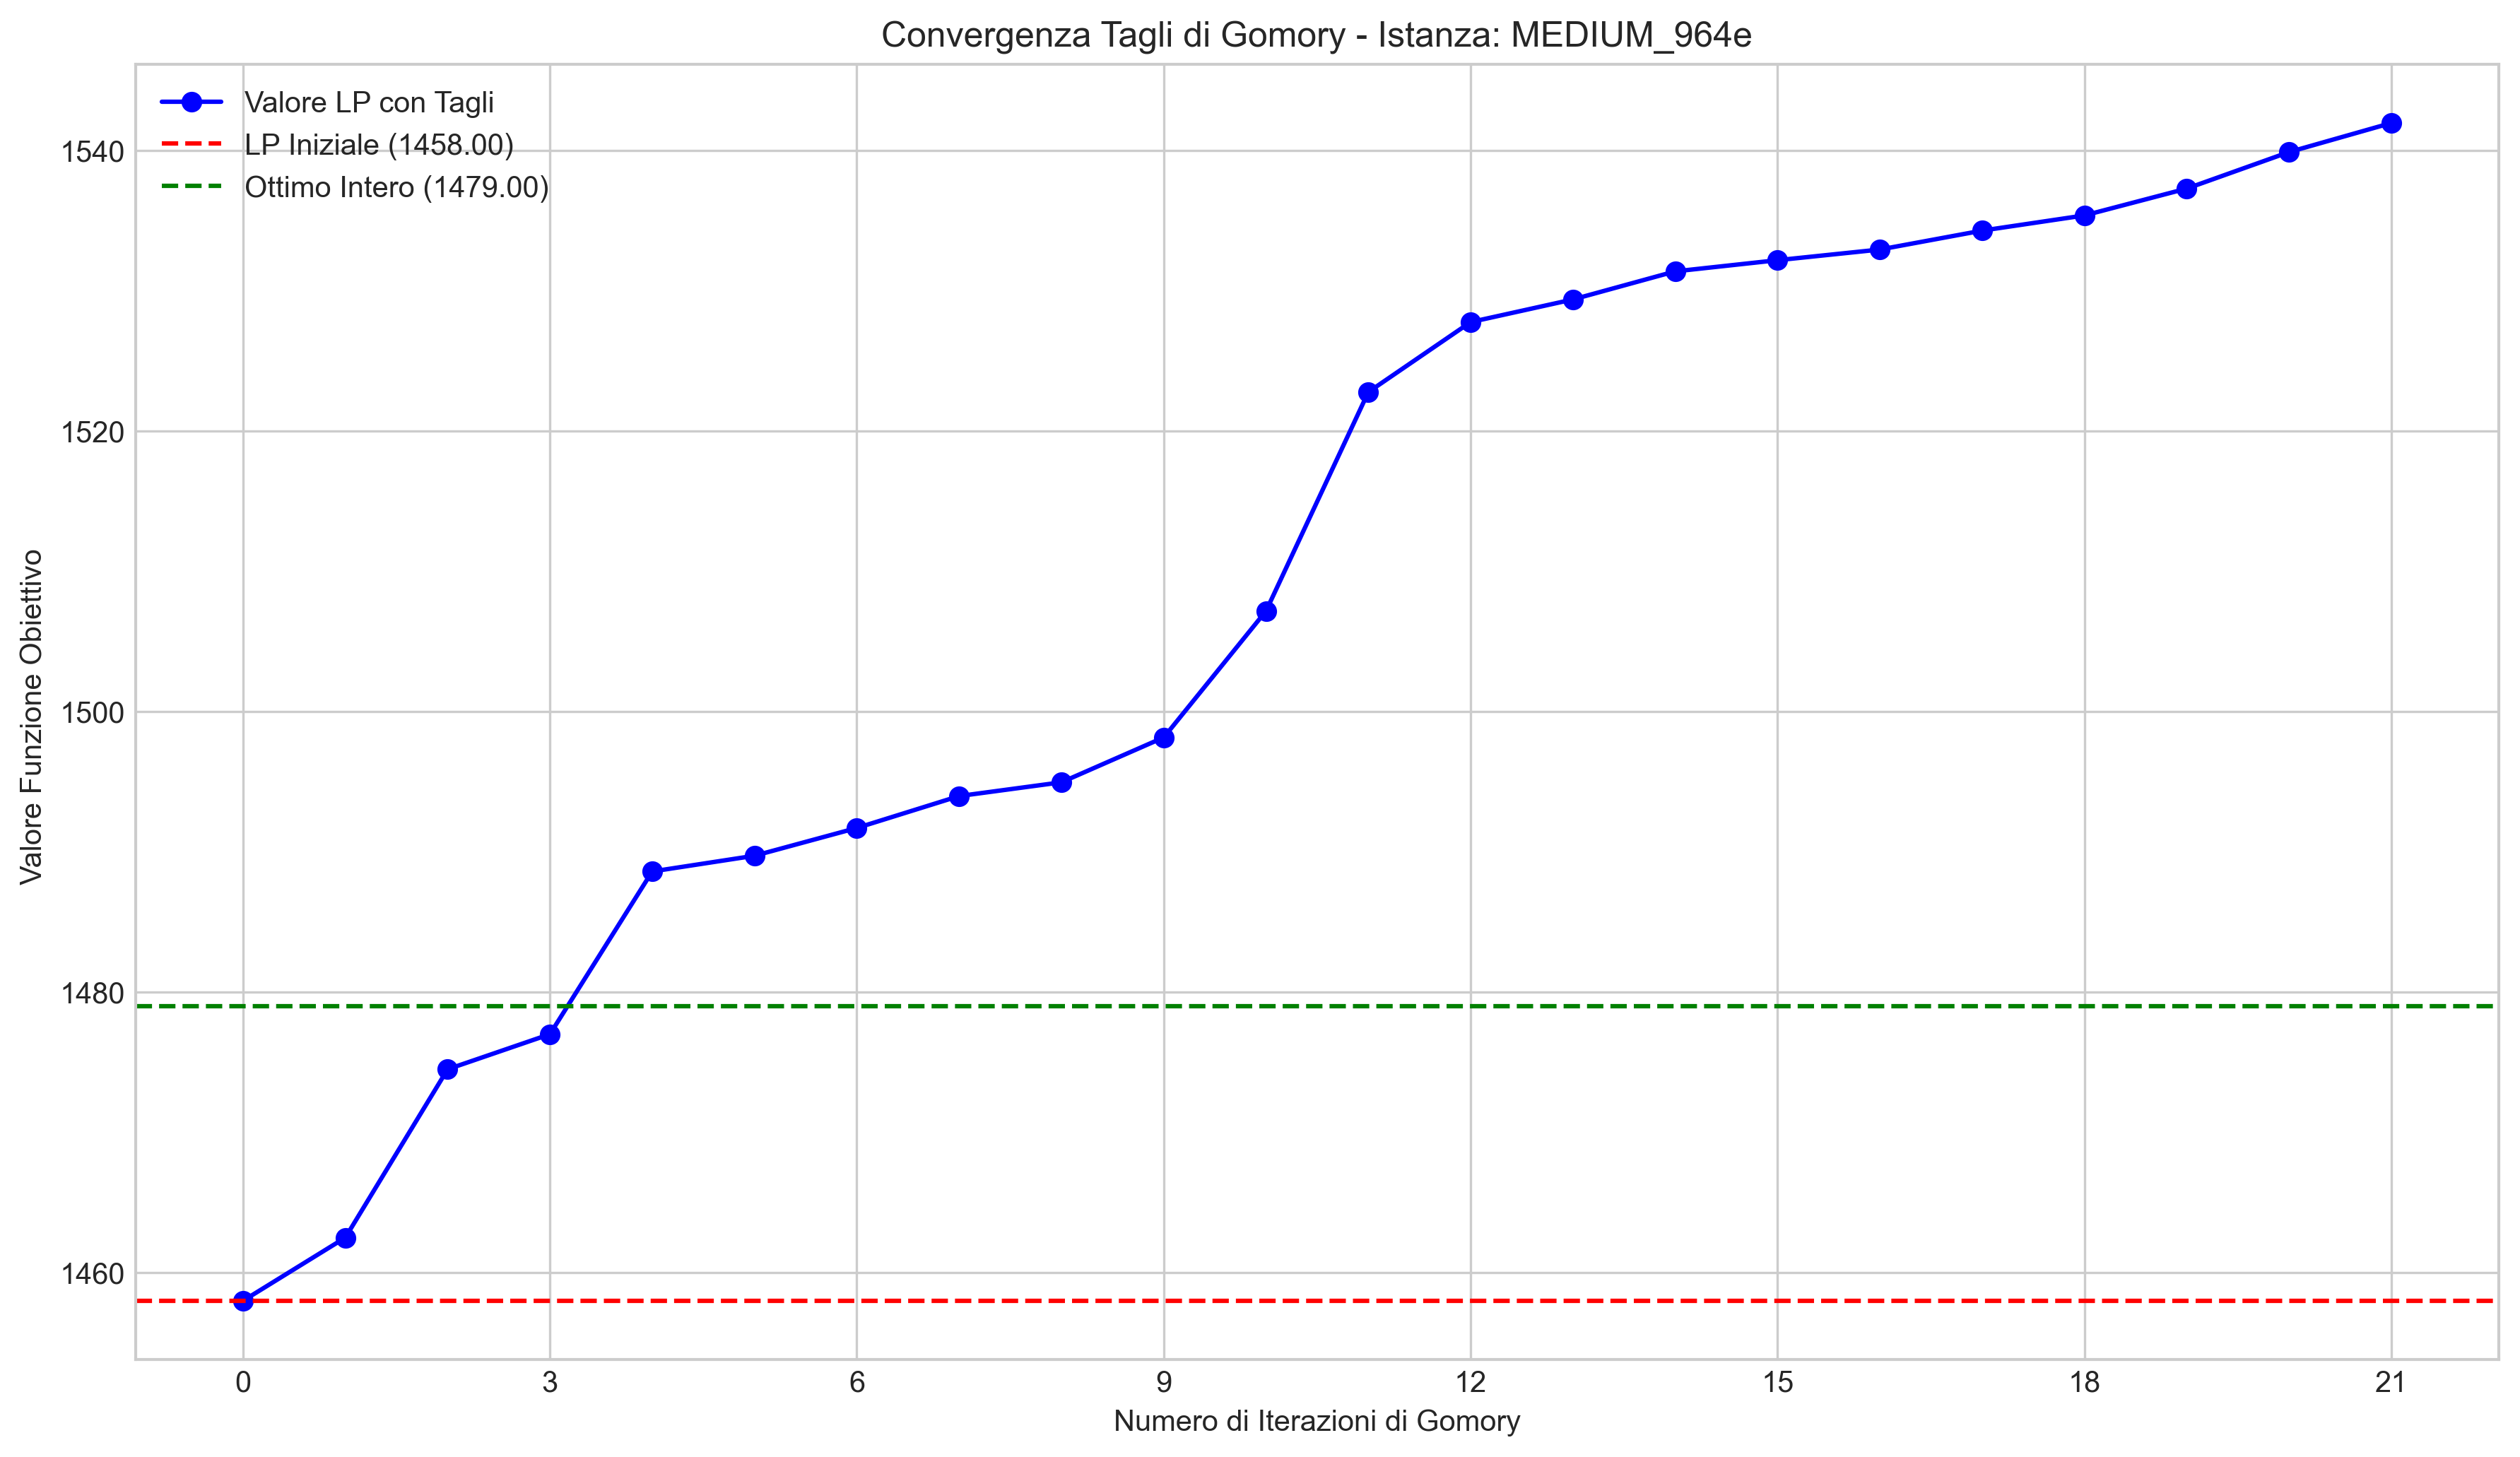 Convergenza Tagli di Gomory - Istanza: MEDIUM_964e
Valore LP con Tagli
LP Iniziale (1458.00)
Ottimo Intero (1479.00)
1540
1520
1500
1480
1460
Valore Funzione Obiettivo
0 3 6 9 12 15 18 21
Numero di Iterazioni di Gomory